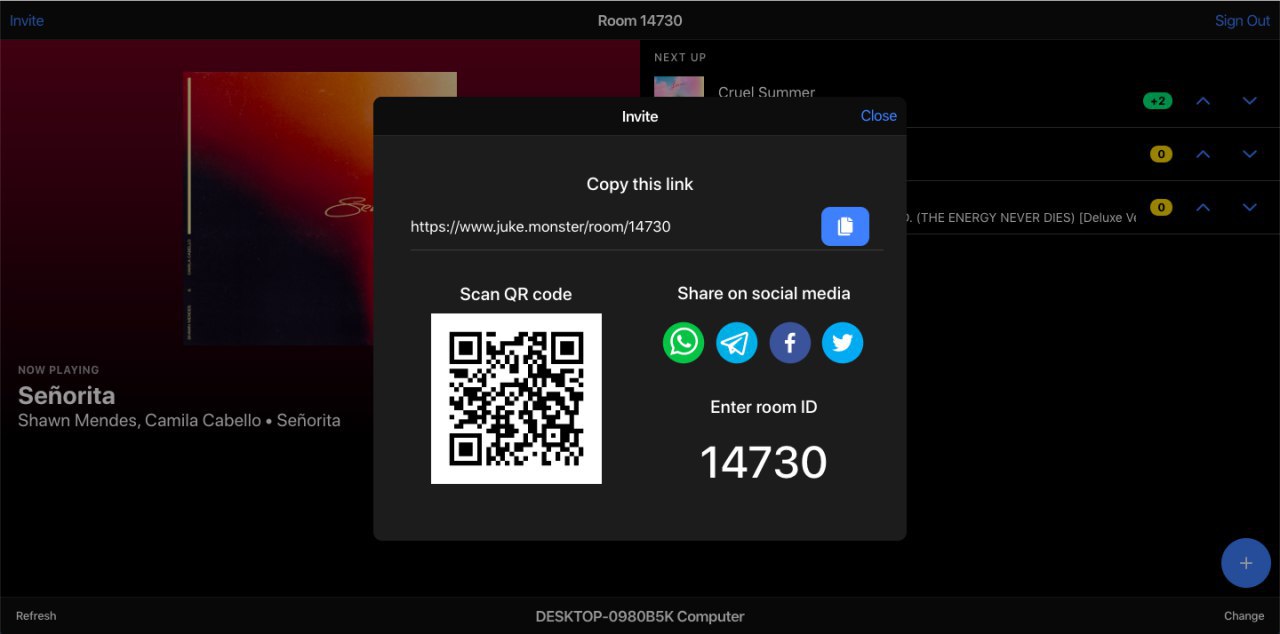 Invite
Room 14730
Sign Out
NEXT UP
Cruel Summer
+2
0
0
. (THE ENERGY NEVER DIES) [Deluxe Ve
Invite
Close
Copy this link
https://www.juke.monster/room/14730
Scan QR code
Share on social media
Enter room ID
14730
NOW PLAYING
Señorita
Shawn Mendes, Camila Cabello • Señorita
Refresh
DESKTOP-0980B5K Computer
Change